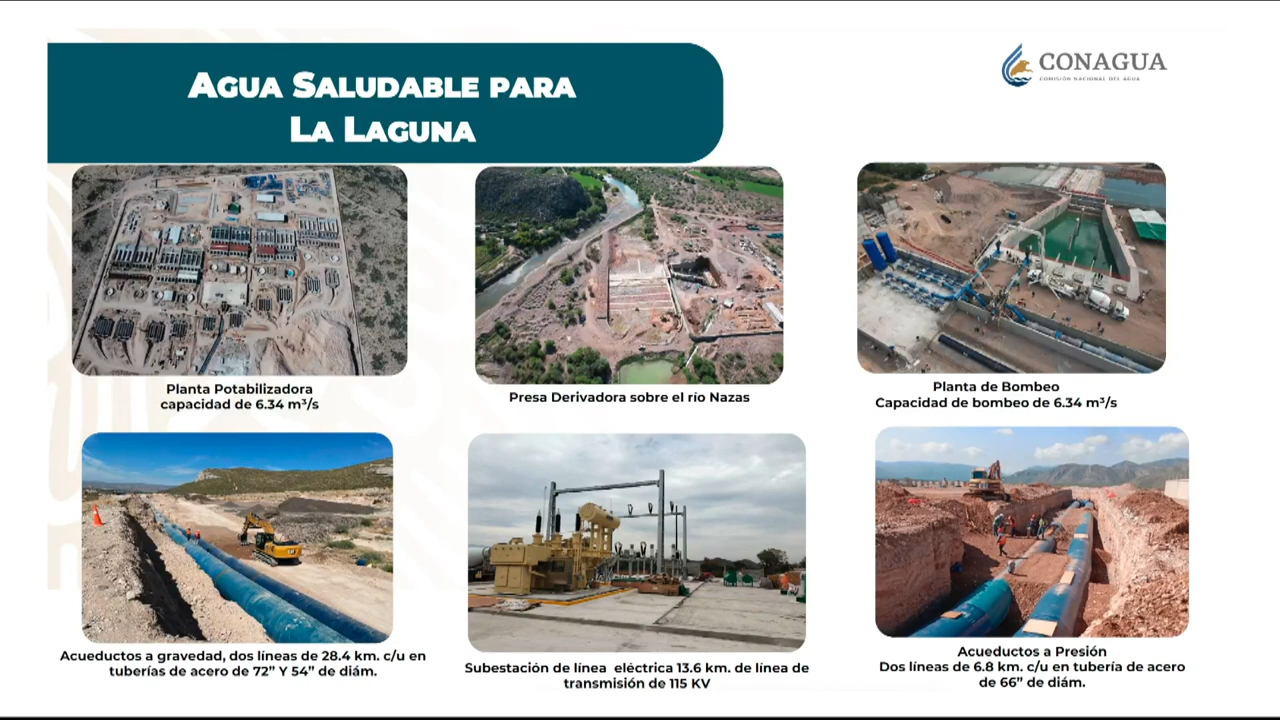 AGUA SALUDABLE PARA
LA LAGUNA
CONAGUA
COMISIÓN NACIONAL DEL AGUA
Planta Potabilizadora
capacidad de 6.34 m³/s
Presa Derivadora sobre el río Nazas
Planta de Bombeo
Capacidad de bombeo de 6.34 m³/s
Acueductos a gravedad, dos líneas de 28.4 km. c/u en
tuberías de acero de 72” Y 54” de diám.
Subestación de línea eléctrica 13.6 km. de línea de
transmisión de 115 KV
Acueductos a Presión
Dos líneas de 6.8 km. c/u en tubería de acero
de 66” de diám.